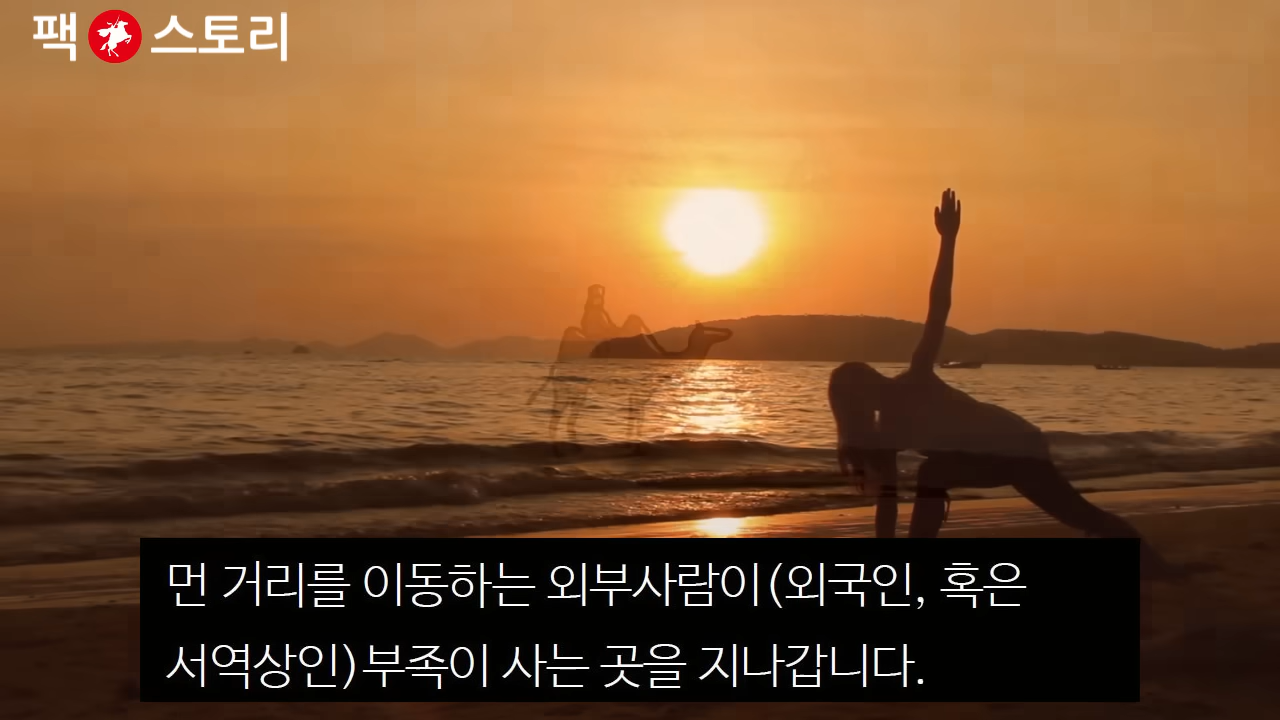 팩 스토리
먼 거리를 이동하는 외부사람이(외국인, 혹은
서역상인)부족이 사는 곳을 지나갑니다.